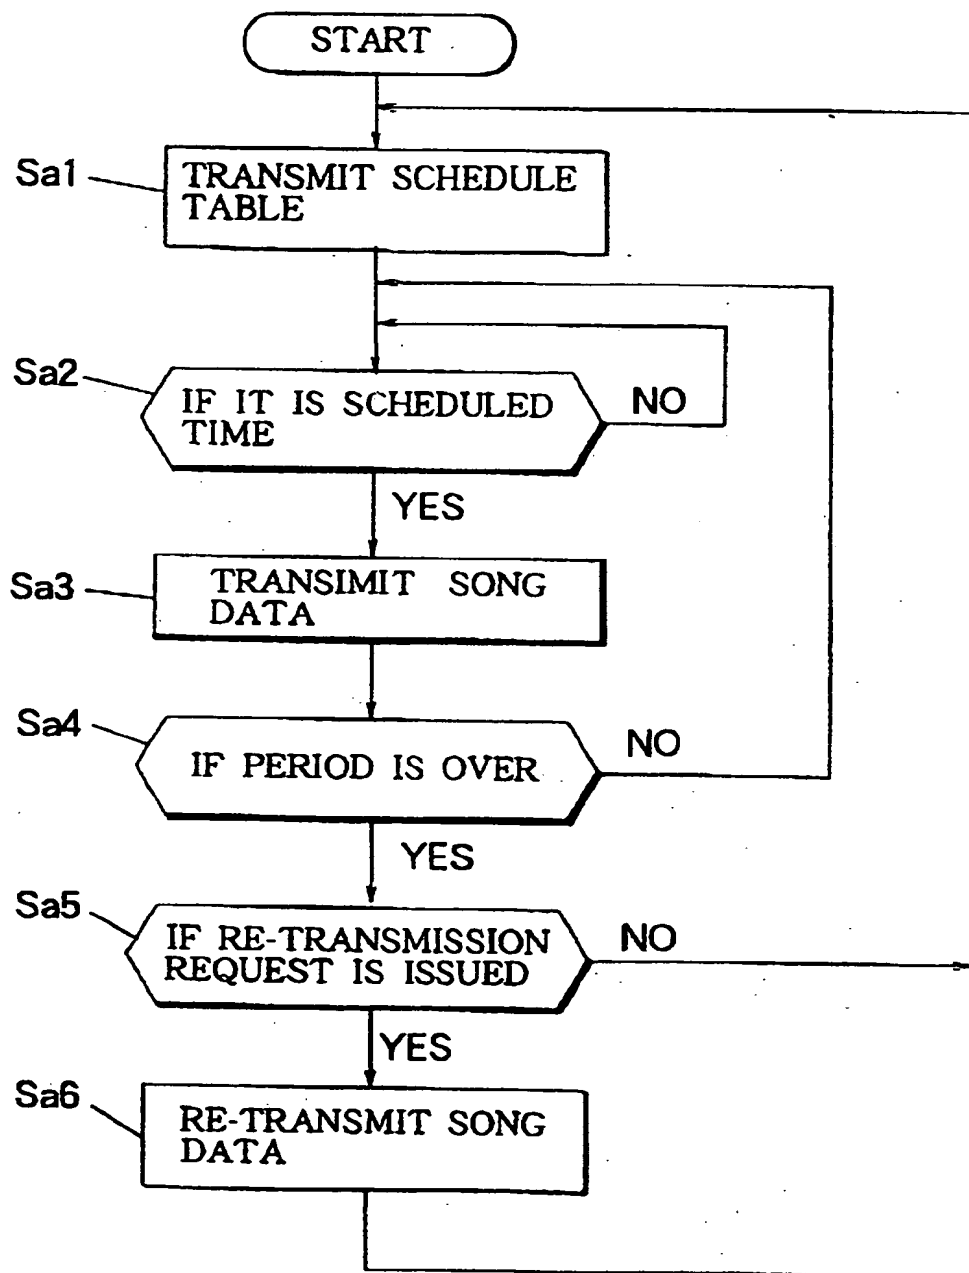 START
Sa1
TRANSMIT SCHEDULE
TABLE
Sa2
IF IT IS SCHEDULED
TIME
NO
YES
Sa3
TRANSIMIT SONG
DATA
Sa4
IF PERIOD IS OVER
NO
YES
Sa5
IF RE-TRANSMISSION
REQUEST IS ISSUED
NO
YES
Sa6
RE-TRANSMIT SONG
DATA